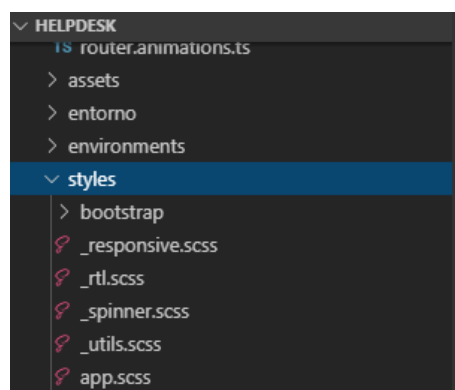 HELPDESK
TS router.animations.ts
assets
entorno
environments
styles
bootstrap
_responsive.scss
_rtl.scss
_spinner.scss
_utils.scss
app.scss